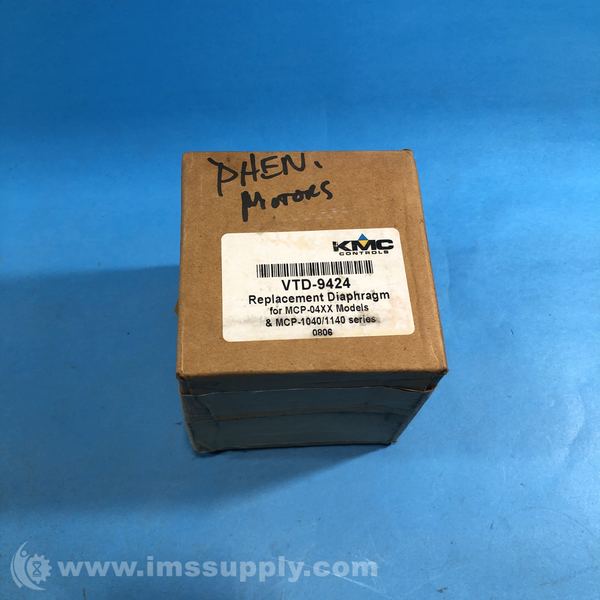 PHEN.
MOTORS
KMC
CONTROLS
VTD-9424
Replacement Diaphragm
for MCP-04XX Models
& MCP-1040/1140 series
0806
www.imssupply.com